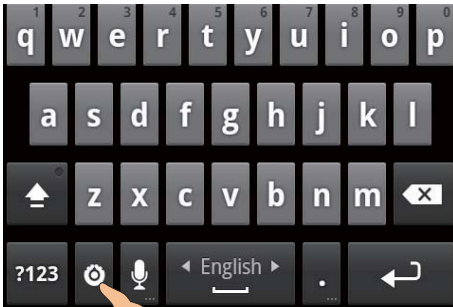 1 2 3 4 5 6 7 8 9 0
q w e r t y u i o p
a s d f g h j k l
z x c v b n m
?123 English .